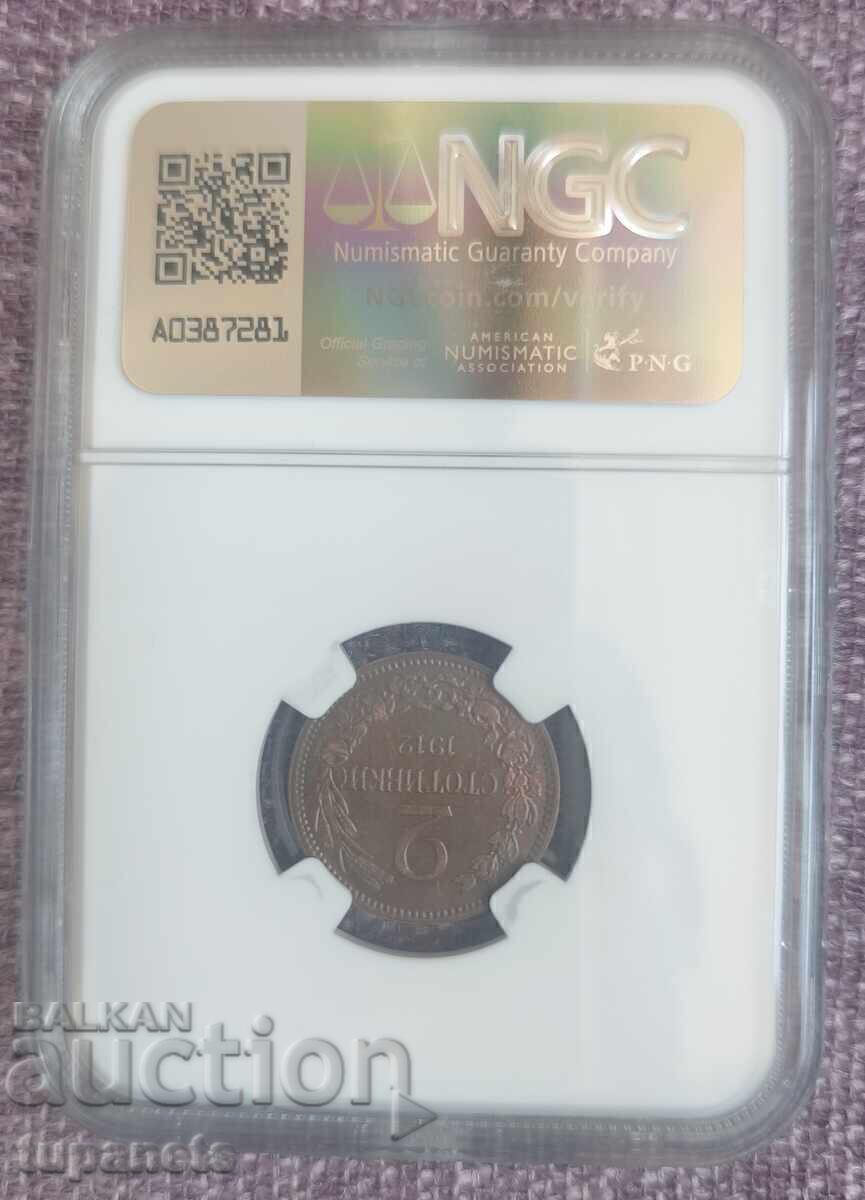 NGC
Numismatic Guaranty Company
NGCcoin.com/verify
A0387281
Official Grading
Service of
AMERICAN
NUMISMATIC
ASSOCIATION
P·N·G
1912
СТОТИНКИ
2
BALKAN
auction
tupanets